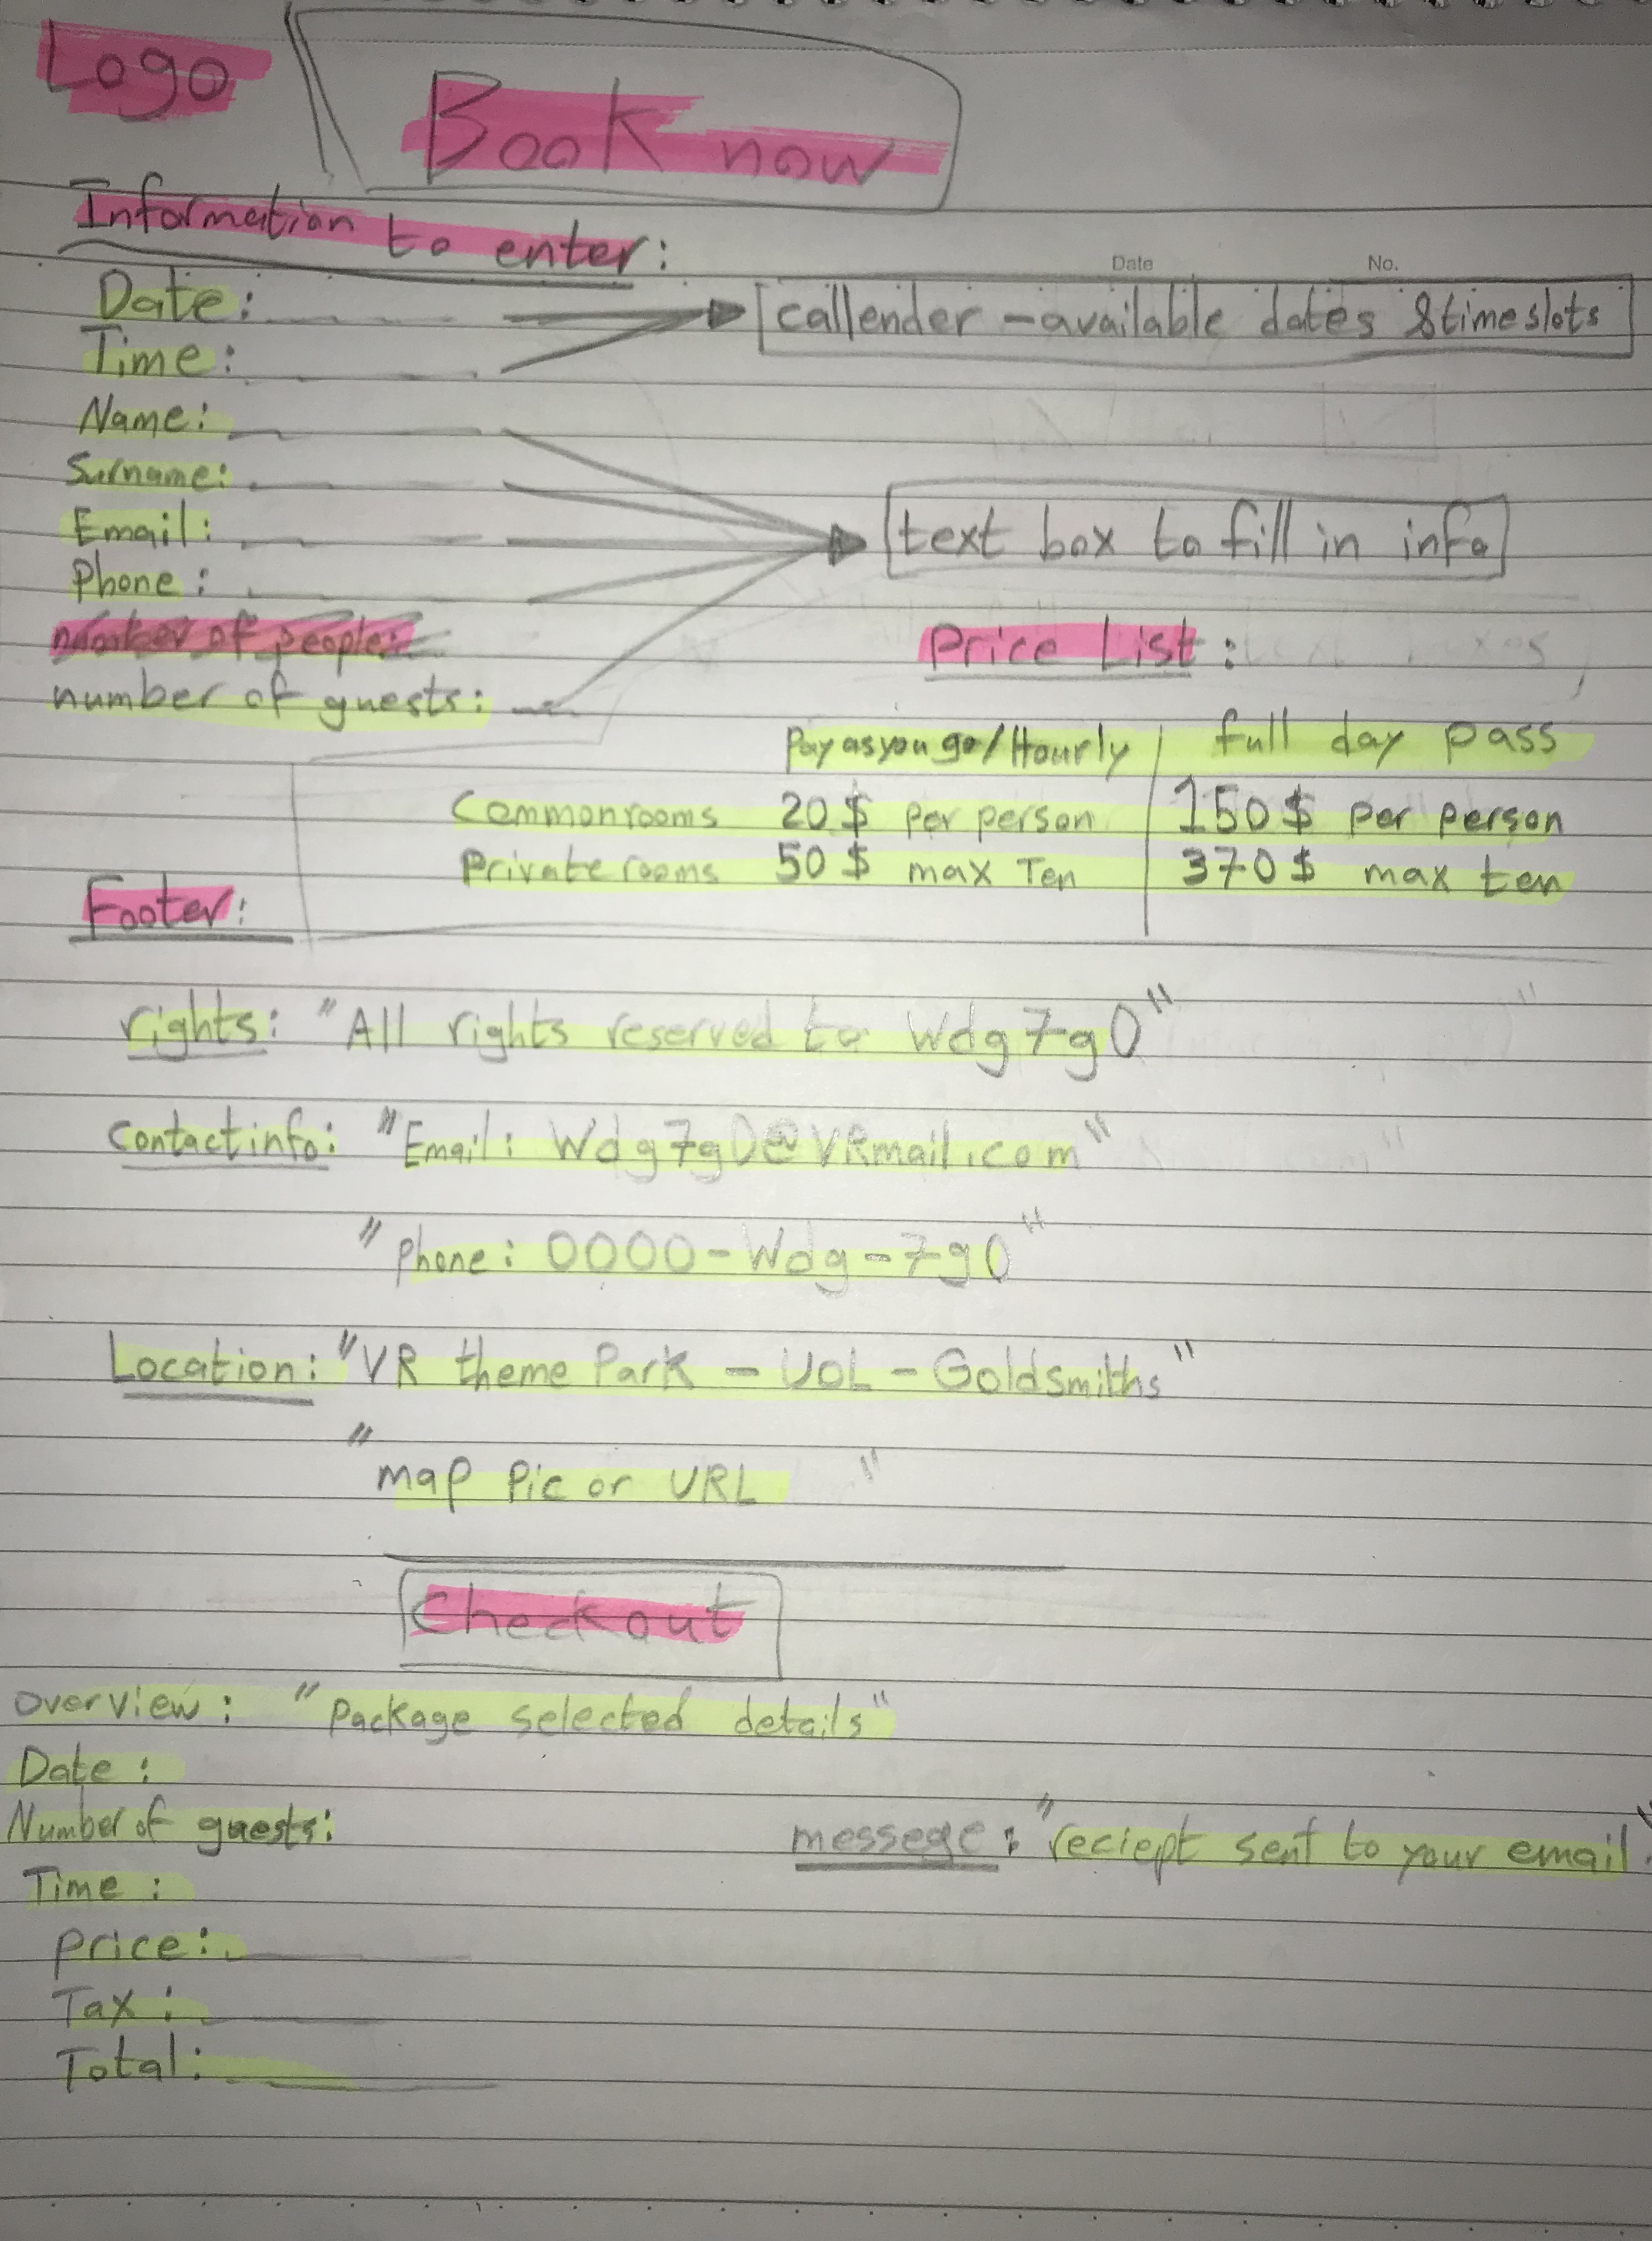 Logo
Book now
Information to enter:
Date No.
Date:
callender - available dates & timeslots
Time:
Name:
Surname:
Email:
text box to fill in info
Phone:
number of people:
Price List:
number of guests:
Pay as you go/Hourly | full day pass
Common rooms 20$ per person 150$ per person
Private rooms 50$ max Ten 370$ max ten
Footer:
rights: "All rights reserved to Wdg7g0"
Contact info: "Email: Wdg7g0@VRmail.com"
"Phone: 0000-Wdg-7g0"
Location: "VR theme Park - UOL - Goldsmiths"
"map Pic or URL"
Checkout
overview: "Package selected details"
Date:
Number of guests:
messege: "reciept sent to your email."
Time:
price:
Tax:
Total: